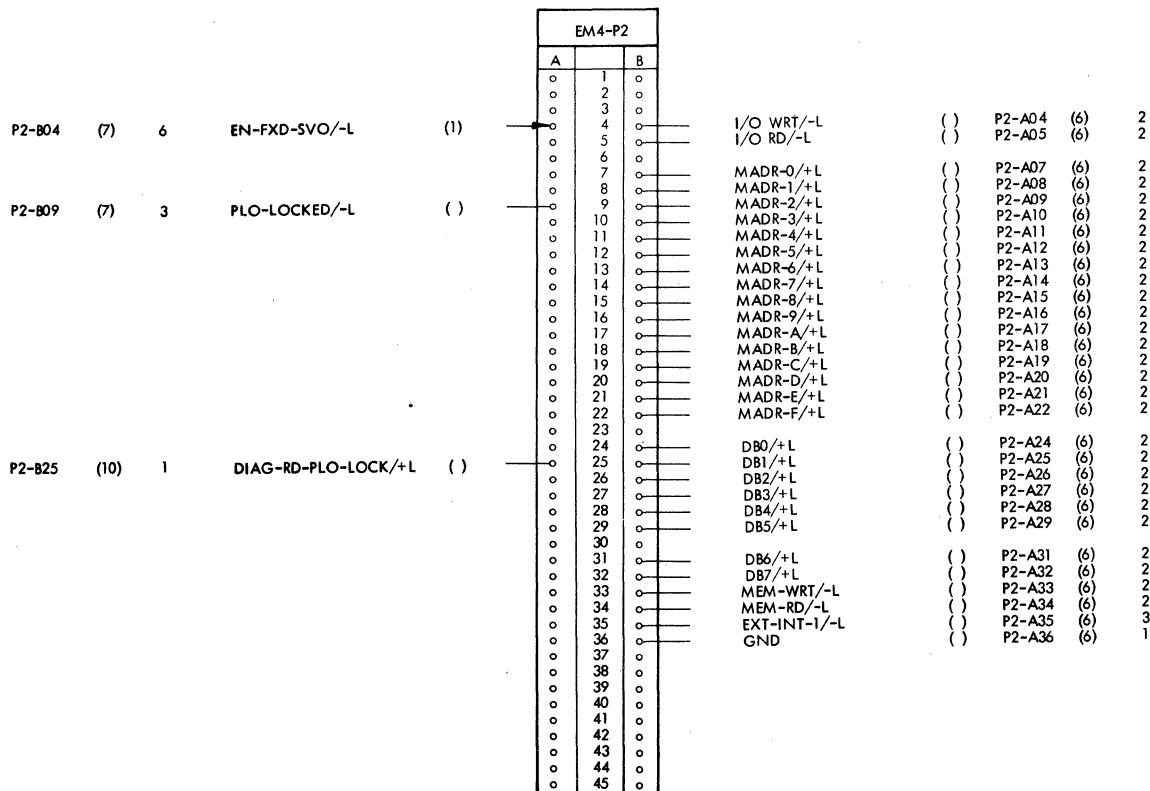 EM4-P2
A B
1
2
3
P2-B04 (7) 6 EN-FXD-SVO/-L (1) 4 I/O WRT/-L ( ) P2-A04 (6) 2
5 I/O RD/-L ( ) P2-A05 (6) 2
6
7 MADR-0/+L ( ) P2-A07 (6) 2
8 MADR-1/+L ( ) P2-A08 (6) 2
P2-B09 (7) 3 PLO-LOCKED/-L ( ) 9 MADR-2/+L ( ) P2-A09 (6) 2
10 MADR-3/+L ( ) P2-A10 (6) 2
11 MADR-4/+L ( ) P2-A11 (6) 2
12 MADR-5/+L ( ) P2-A12 (6) 2
13 MADR-6/+L ( ) P2-A13 (6) 2
14 MADR-7/+L ( ) P2-A14 (6) 2
15 MADR-8/+L ( ) P2-A15 (6) 2
16 MADR-9/+L ( ) P2-A16 (6) 2
17 MADR-A/+L ( ) P2-A17 (6) 2
18 MADR-B/+L ( ) P2-A18 (6) 2
19 MADR-C/+L ( ) P2-A19 (6) 2
20 MADR-D/+L ( ) P2-A20 (6) 2
21 MADR-E/+L ( ) P2-A21 (6) 2
22 MADR-F/+L ( ) P2-A22 (6) 2
23
24 DB0/+L ( ) P2-A24 (6) 2
P2-B25 (10) 1 DIAG-RD-PLO-LOCK/+L ( ) 25 DB1/+L ( ) P2-A25 (6) 2
26 DB2/+L ( ) P2-A26 (6) 2
27 DB3/+L ( ) P2-A27 (6) 2
28 DB4/+L ( ) P2-A28 (6) 2
29 DB5/+L ( ) P2-A29 (6) 2
30
31 DB6/+L ( ) P2-A31 (6) 2
32 DB7/+L ( ) P2-A32 (6) 2
33 MEM-WRT/-L ( ) P2-A33 (6) 2
34 MEM-RD/-L ( ) P2-A34 (6) 2
35 EXT-INT-1/-L ( ) P2-A35 (6) 3
36 GND ( ) P2-A36 (6) 1
37
38
39
40
41
42
43
44
45